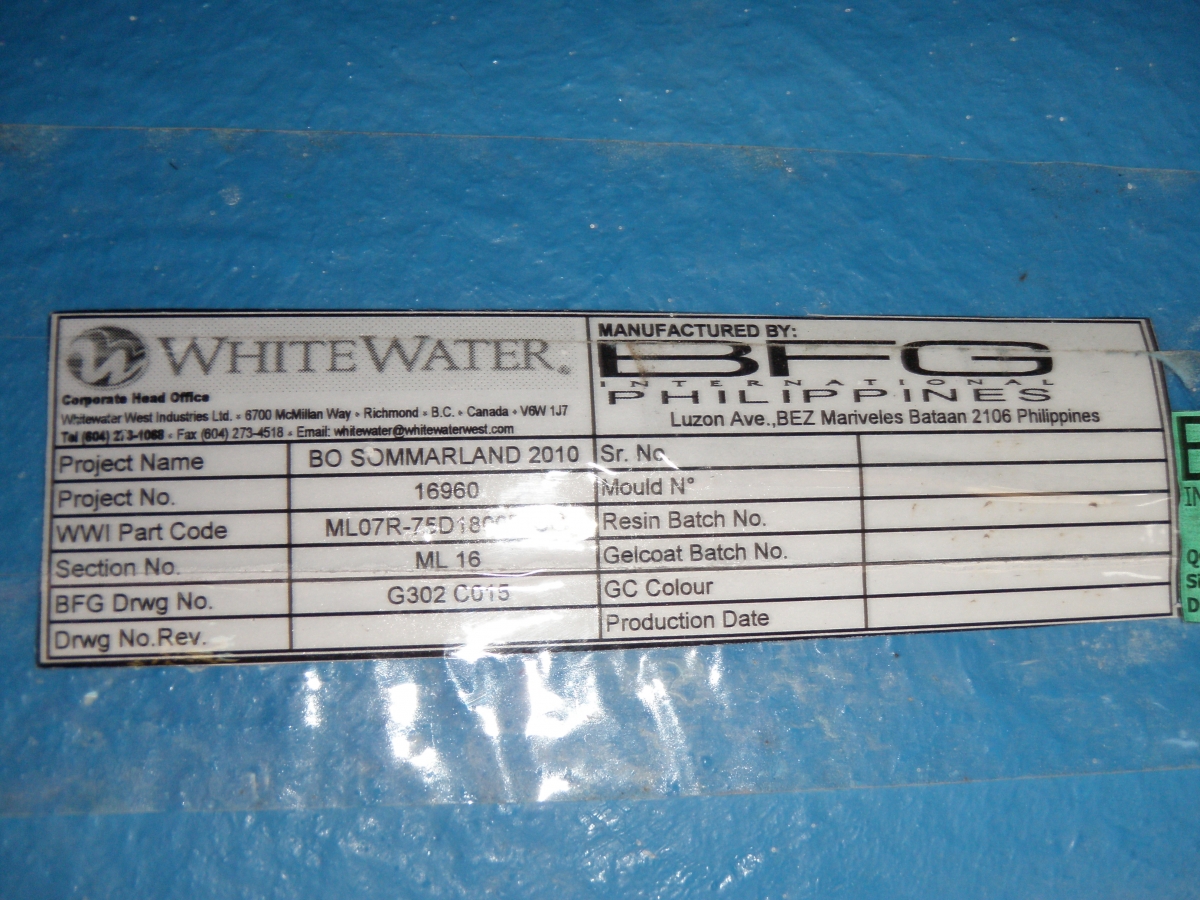 WHITEWATER®
Corporate Head Office
Whitewater West Industries Ltd. • 6700 McMillan Way • Richmond • B.C. • Canada • V6W 1J7
Fax (604) 273-4518 • Email: whitewater@whitewaterwest.com
MANUFACTURED BY:
BFG
INTERNATIONAL
PHILIPPINES
Luzon Ave.,BEZ Mariveles Bataan 2106 Philippines
Project Name BO SOMMARLAND 2010
Project No. 16960
WWI Part Code
Section No. ML 16
BFG Drwg No. G302 C015
Drwg No.Rev.
Sr. No
Mould N°
Resin Batch No.
Gelcoat Batch No.
GC Colour
Production Date